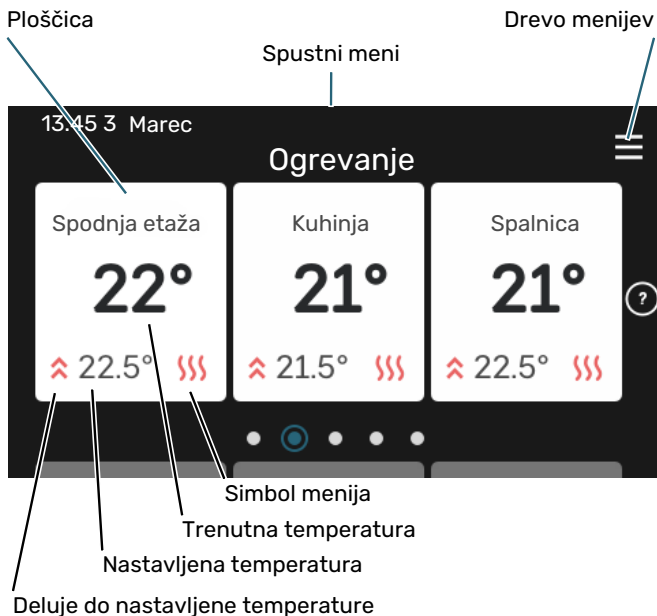 Ploščica
Drevo menijev
Spustni meni
13.45 3 Marec
Ogrevanje
Spodnja etaža
22°
22.5°
Kuhinja
21°
21.5°
Spalnica
21°
22.5°
?
Simbol menija
Trenutna temperatura
Nastavljena temperatura
Deluje do nastavljene temperature